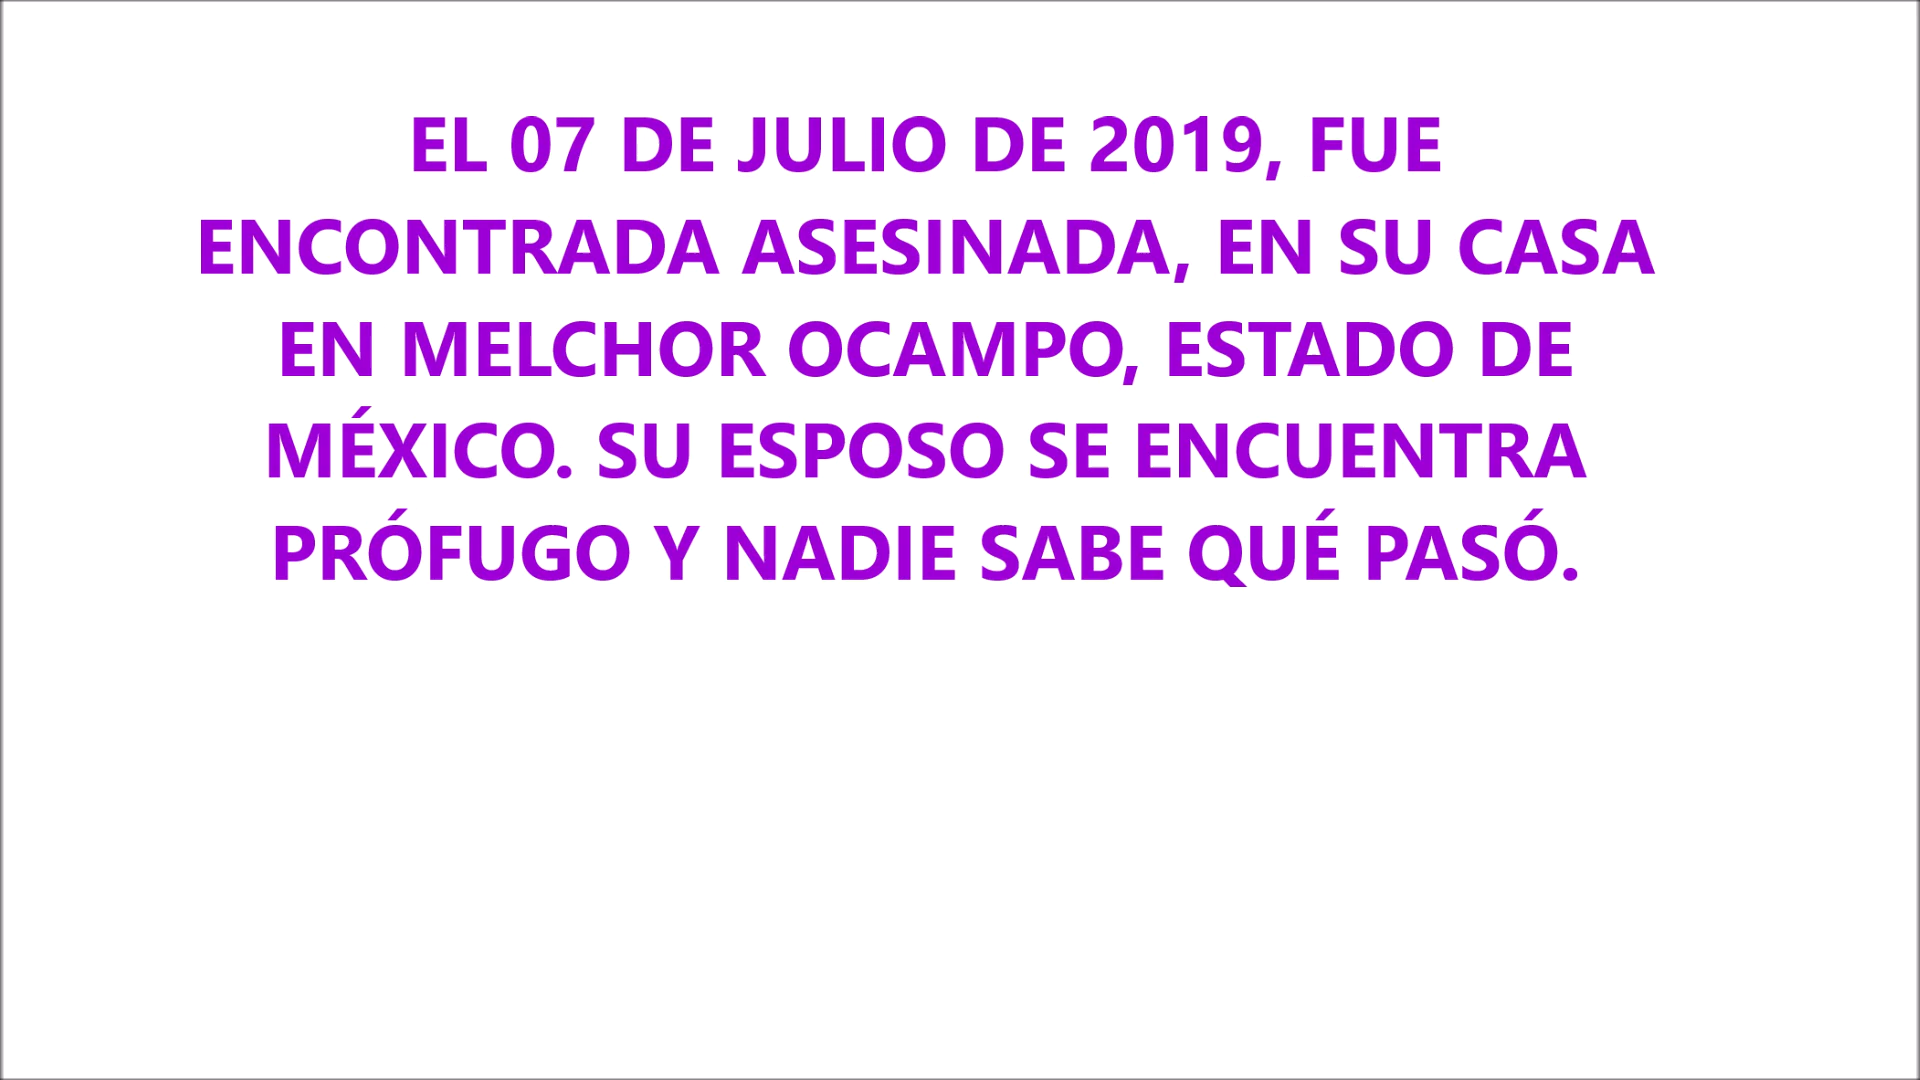 EL 07 DE JULIO DE 2019, FUE
ENCONTRADA ASESINADA, EN SU CASA
EN MELCHOR OCAMPO, ESTADO DE
MÉXICO. SU ESPOSO SE ENCUENTRA
PRÓFUGO Y NADIE SABE QUÉ PASÓ.